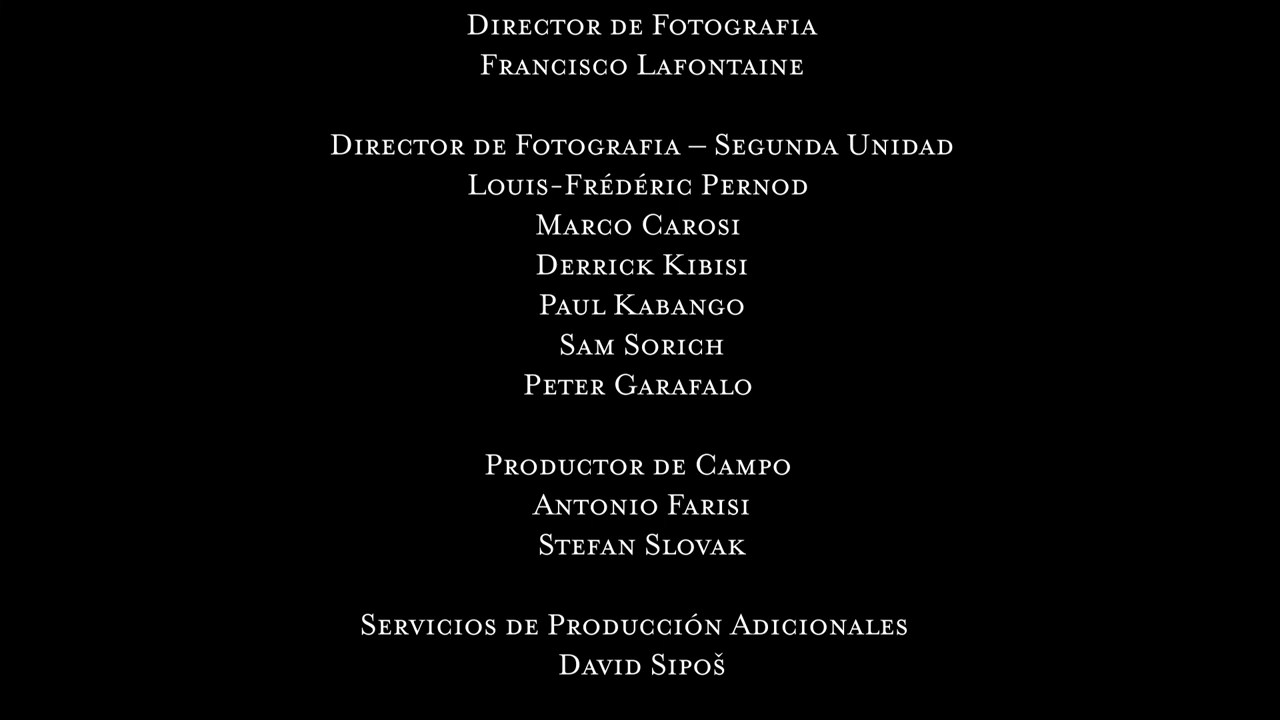 Director de Fotografia
Francisco Lafontaine
Director de Fotografia – Segunda Unidad
Louis-Frédéric Pernod
Marco Carosi
Derrick Kibisi
Paul Kabango
Sam Sorich
Peter Garafalo
Productor de Campo
Antonio Farisi
Stefan Slovak
Servicios de Producción Adicionales
David Sipoš